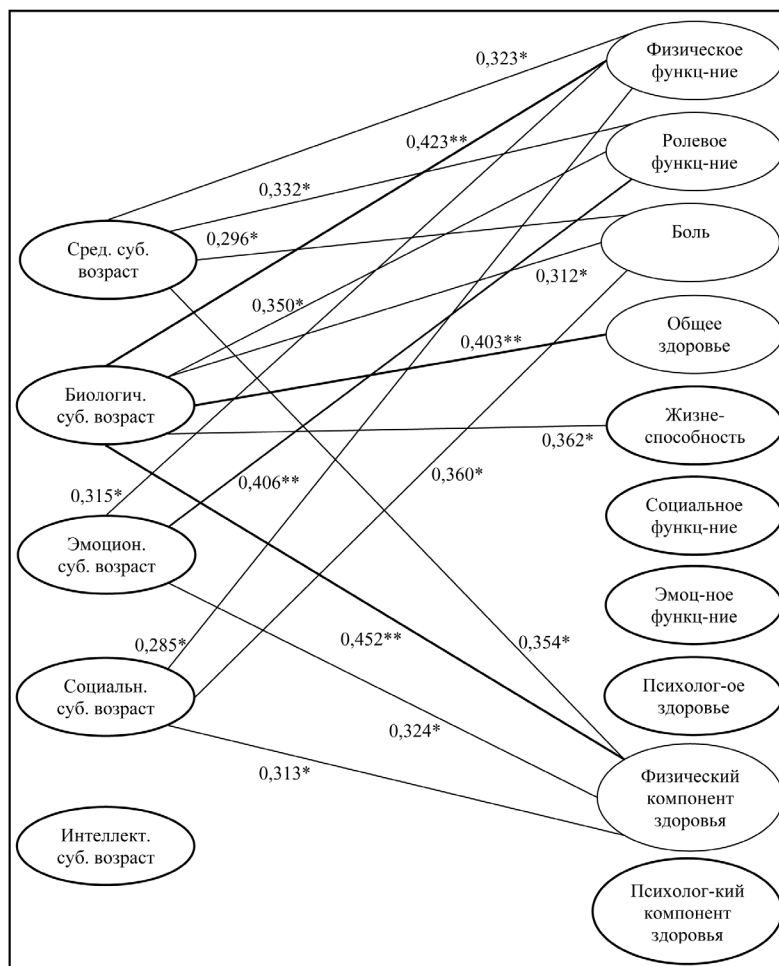 0,323*
Физическое
функц-ние
0,423**
Ролевое
функц-ние
0,332*
Сред. суб.
возраст
0,296*
Боль
0,350*
0,312*
Общее
здоровье
0,403**
Биологич.
суб. возраст
Жизне-
способность
0,362*
0,315*
0,406**
0,360*
Социальное
функц-ние
Эмоцион.
суб. возраст
Эмоц-ное
функц-ние
0,285*
0,452**
0,354*
Социальн.
суб. возраст
Психолог-ое
здоровье
0,324*
0,313*
Физический
компонент
здоровья
Интеллект.
суб. возраст
Психолог-кий
компонент
здоровья